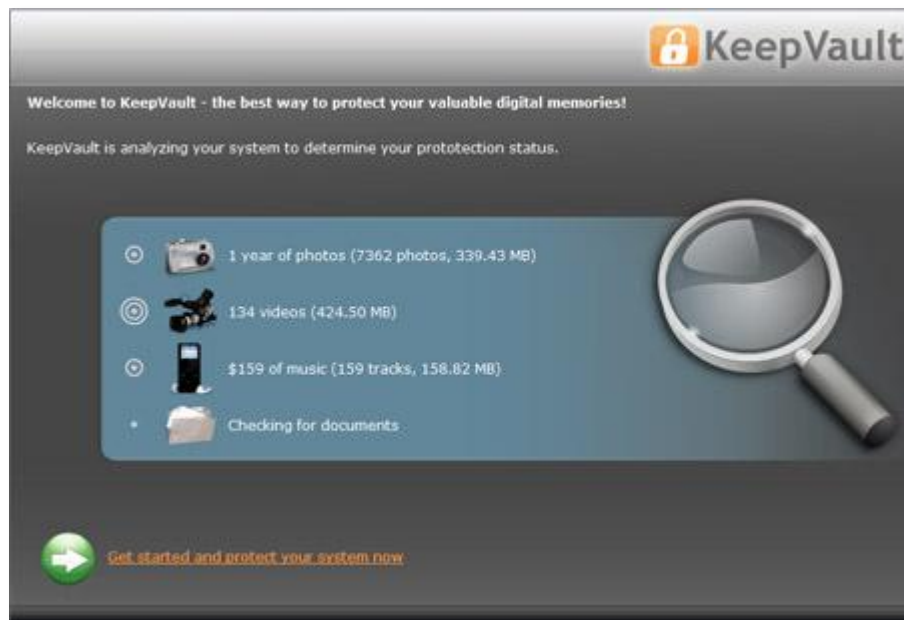 KeepVault
Welcome to KeepVault - the best way to protect your valuable digital memories!
KeepVault is analyzing your system to determine your prototection status.
1 year of photos (7362 photos, 339.43 MB)
134 videos (424.50 MB)
$159 of music (159 tracks, 158.82 MB)
Checking for documents
Get started and protect your system now